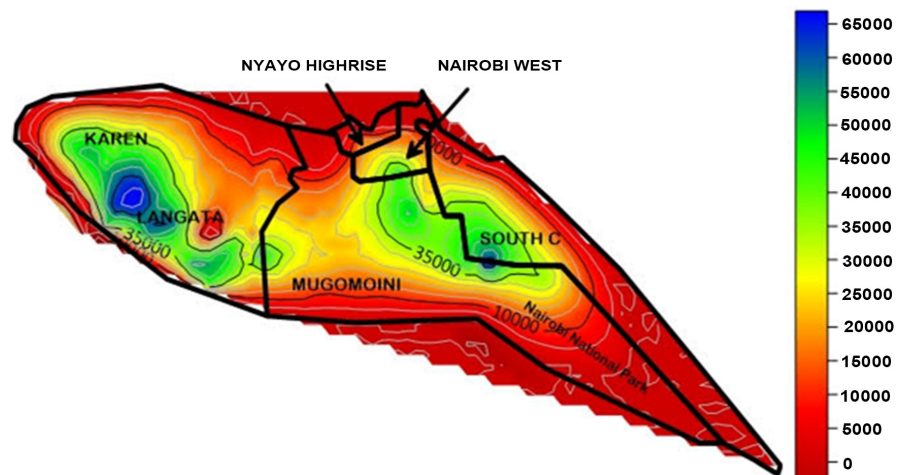 NYAYO HIGHRISE
NAIROBI WEST
KAREN
LANGATA
35000
SOUTH C
35000
MUGOMOINI
10000
Nairobi National Park
65000
60000
55000
50000
45000
40000
35000
30000
25000
20000
15000
10000
5000
0